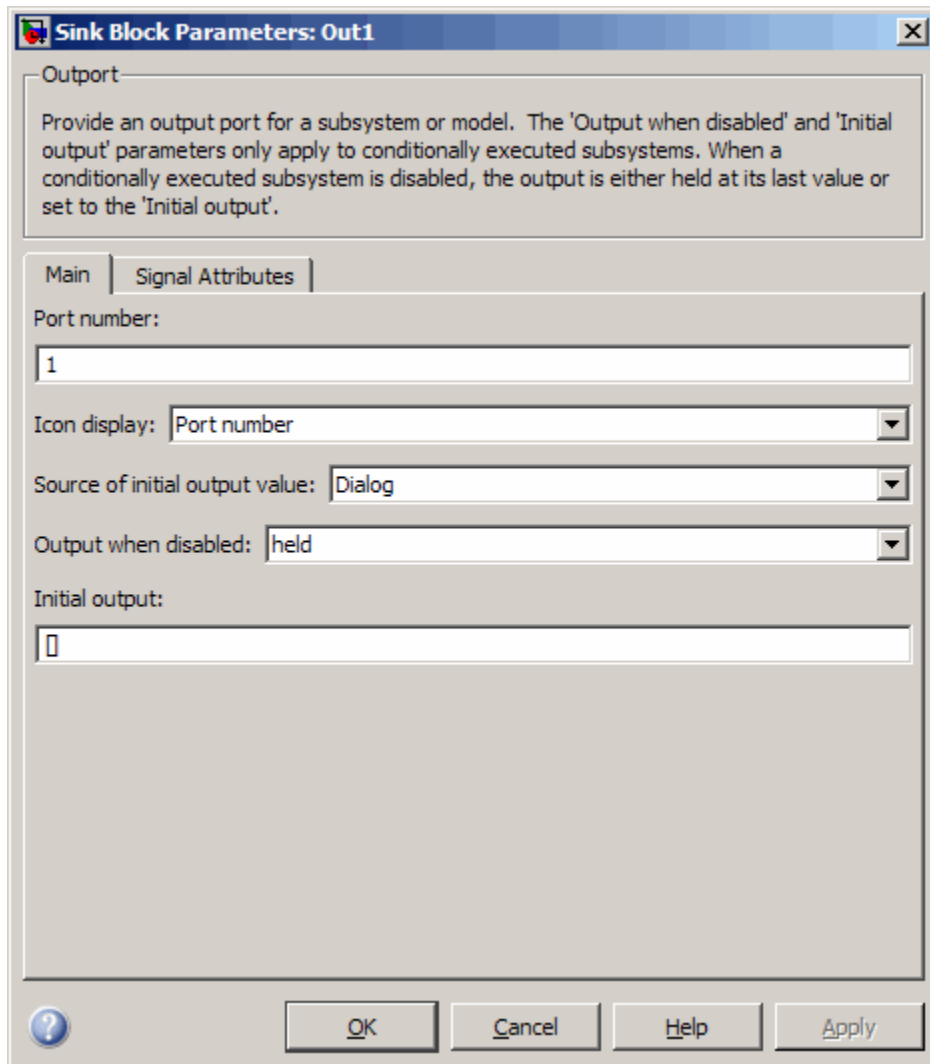 Sink Block Parameters: Out1
Outport
Provide an output port for a subsystem or model.  The 'Output when disabled' and 'Initial
output' parameters only apply to conditionally executed subsystems. When a
conditionally executed subsystem is disabled, the output is either held at its last value or
set to the 'Initial output'.
Main
Signal Attributes
Port number:
1
Icon display: Port number
Source of initial output value: Dialog
Output when disabled: held
Initial output:
[]
OK
Cancel
Help
Apply